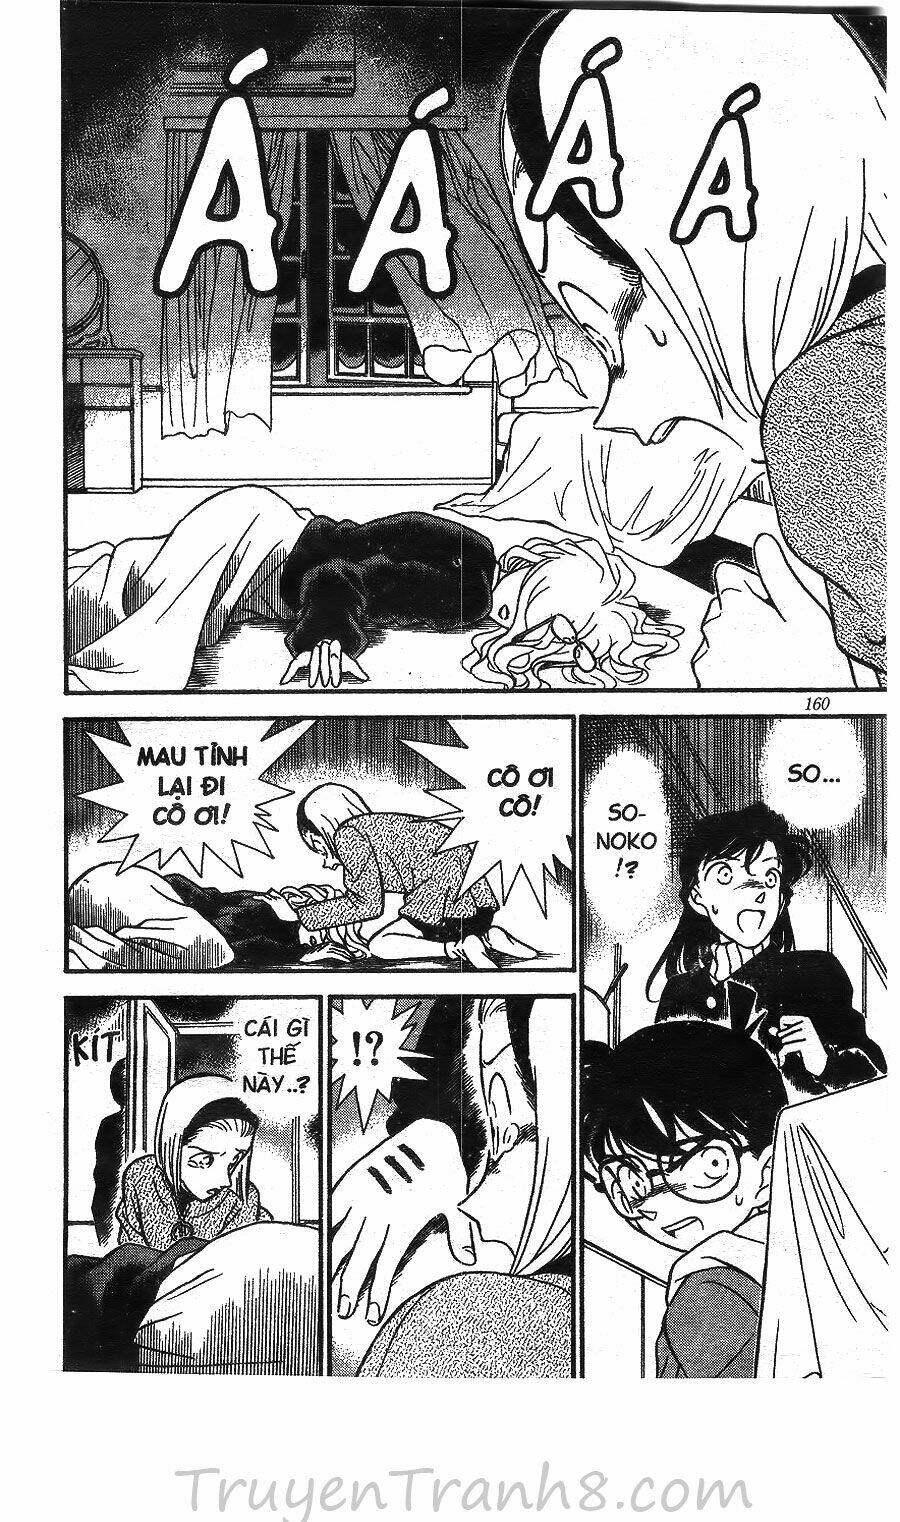 Á Á Á Á
160
SO...
SO-
NOKO
!?
CÔ ƠI
CÔ!
MAU TỈNH
LẠI ĐI
CÔ ƠI!
!?
CÁI GÌ
THẾ
NÀY..?
KIT
TruyenTranh8.com